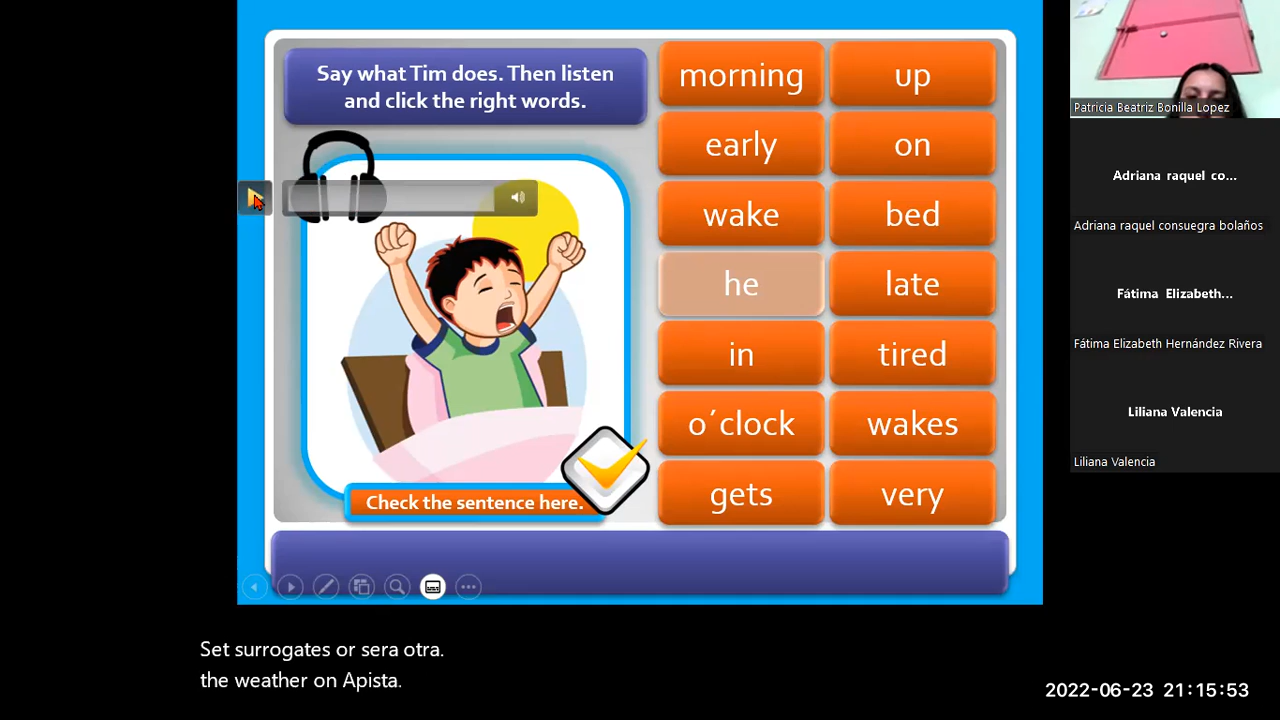 Say what Tim does. Then listen
and click the right words.
morning
up
early
on
wake
bed
he
late
in
tired
o´clock
wakes
gets
very
Check the sentence here.
Patricia Beatriz Bonilla Lopez
Adriana raquel co...
Adriana raquel consuegra bolaños
Fátima Elizabeth...
Fátima Elizabeth Hernández Rivera
Liliana Valencia
Liliana Valencia
Set surrogates or sera otra.
the weather on Apista.
2022-06-23 21:15:53